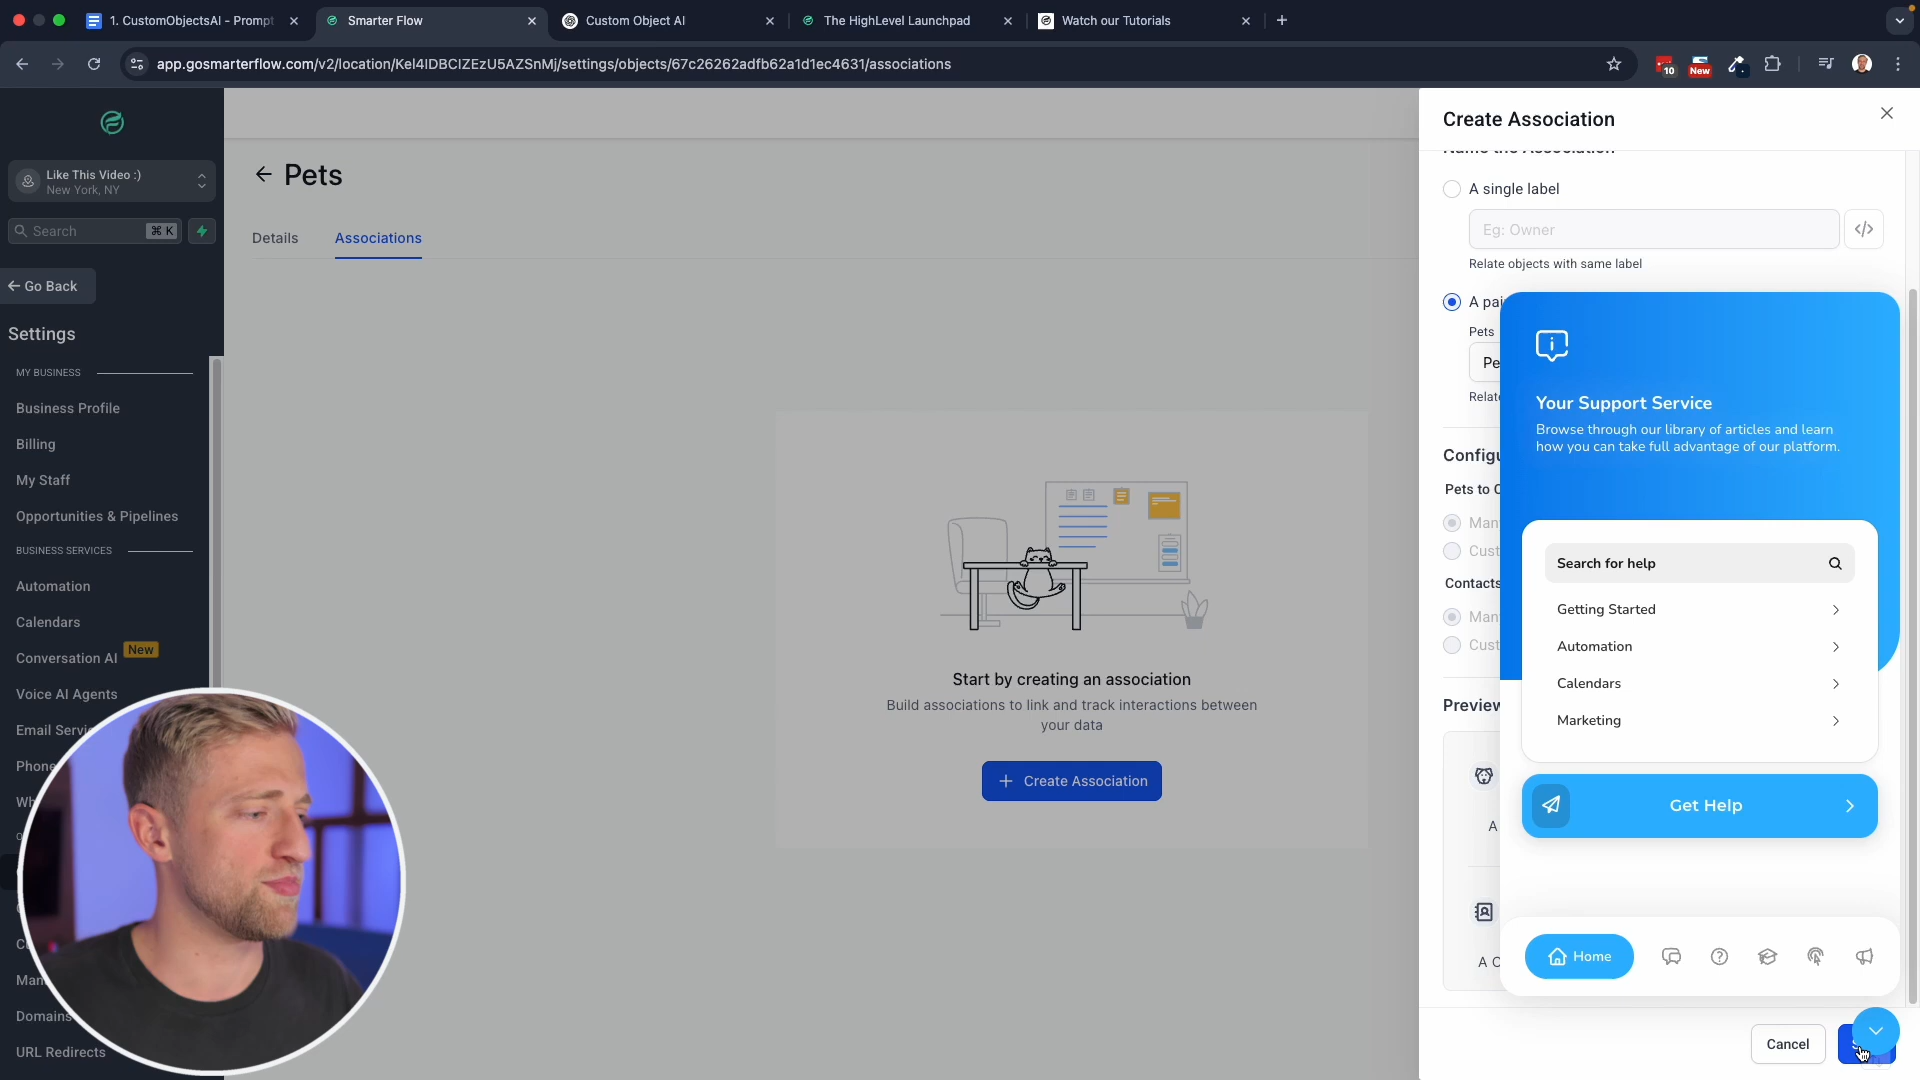 1. CustomObjectsAI - Prompt
Smarter Flow
Custom Object AI
The HighLevel Launchpad
Watch our Tutorials
app.gosmarterflow.com/v2/location/Kel4IDBCIZEzU5AZSnMj/settings/objects/67c26262adfb62a1d1ec4631/associations
10
New
Like This Video :)
New York, NY
Search
⌘ K
Go Back
Settings
MY BUSINESS
Business Profile
Billing
My Staff
Opportunities & Pipelines
BUSINESS SERVICES
Automation
Calendars
Conversation AI
New
Voice AI Agents
Email Servi
Phone
Wh
Domains
URL Redirects
Pets
Details
Associations
Start by creating an association
Build associations to link and track interactions between
your data
+ Create Association
Create Association
Name the Association
A single label
Eg: Owner
</>
Relate objects with same label
A pai
Pets
Pe
Relate
Configu
Pets to C
Man
Cust
Contacts
Man
Cust
Preview
A
A C
Your Support Service
Browse through our library of articles and learn
how you can take full advantage of our platform.
Search for help
Getting Started
Automation
Calendars
Marketing
Get Help
Home
Cancel